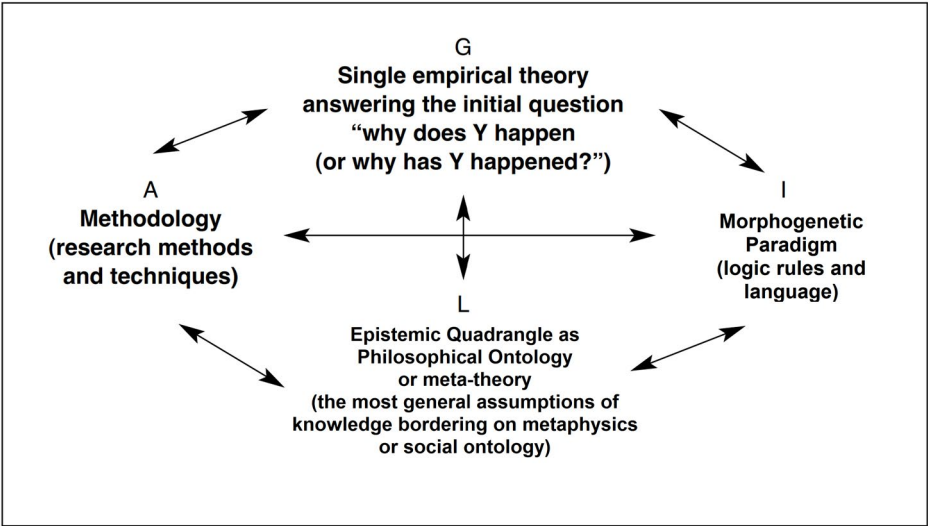 G
Single empirical theory
answering the initial question
“why does Y happen
(or why has Y happened?”)
A
Methodology
(research methods
and techniques)
I
Morphogenetic
Paradigm
(logic rules and
language)
L
Epistemic Quadrangle as
Philosophical Ontology
or meta-theory
(the most general assumptions of
knowledge bordering on metaphysics
or social ontology)